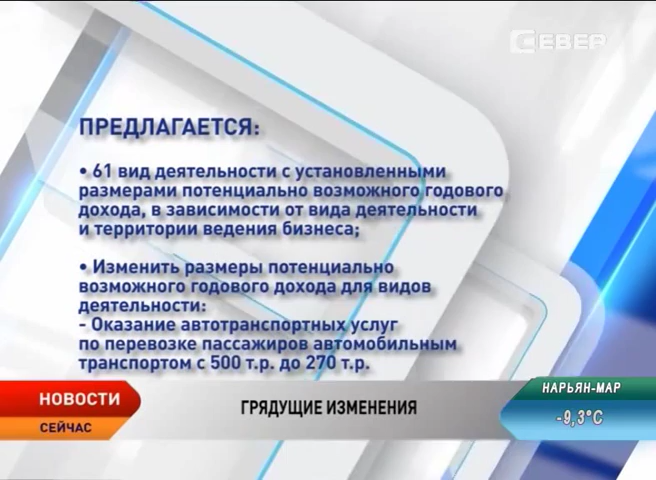 СЕВЕР
ПРЕДЛАГАЕТСЯ:
• 61 вид деятельности с установленными
размерами потенциально возможного годового
дохода, в зависимости от вида деятельности
и территории ведения бизнеса;
• Изменить размеры потенциально
возможного годового дохода для видов
деятельности:
- Оказание автотранспортных услуг
по перевозке пассажиров автомобильным
транспортом с 500 т.р. до 270 т.р.
НОВОСТИ
СЕЙЧАС
ГРЯДУЩИЕ ИЗМЕНЕНИЯ
НАРЬЯН-МАР
-9,3°C